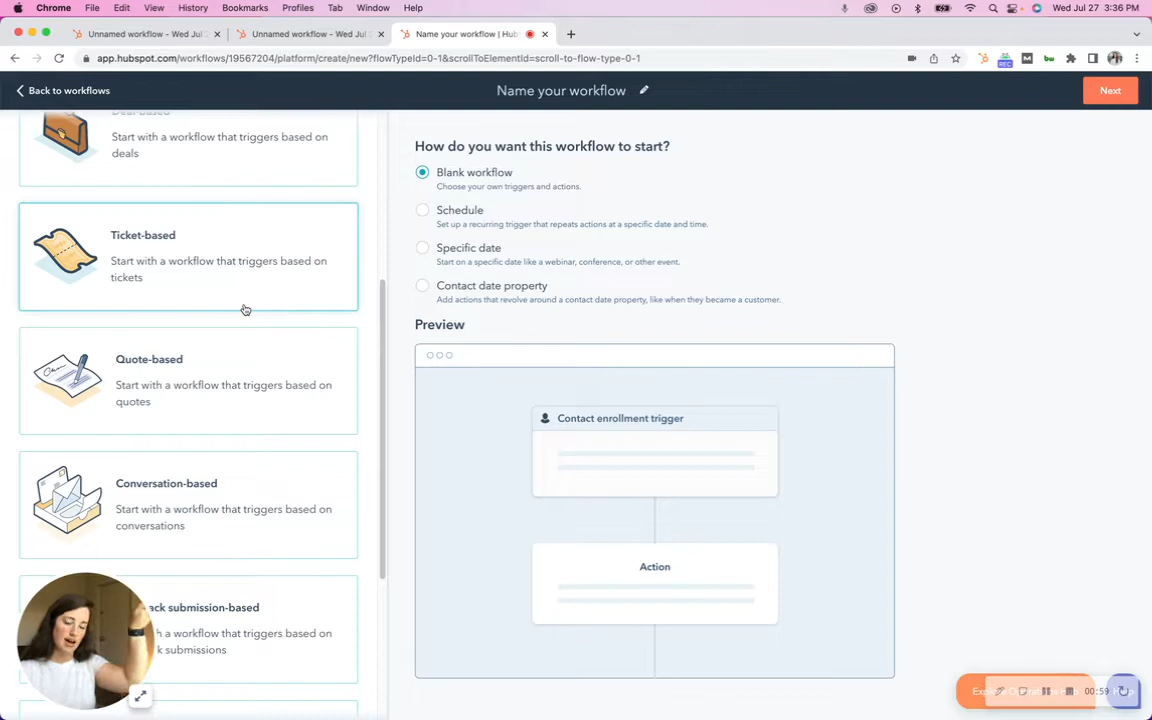 Chrome File Edit View History Bookmarks Profiles Tab Window Help Wed Jul 27 3:36 PM
Unnamed workflow - Wed Jul Unnamed workflow - Wed Jul Name your workflow | Hub
app.hubspot.com/workflows/19567204/platform/create/new?flowTypeId=0-1&scrollToElementId=scroll-to-flow-type-0-1
Back to workflows
Name your workflow
Next
Deal-based
Start with a workflow that triggers based on
deals
Ticket-based
Start with a workflow that triggers based on
tickets
Quote-based
Start with a workflow that triggers based on
quotes
Conversation-based
Start with a workflow that triggers based on
conversations
ack submission-based
h a workflow that triggers based on
k submissions
How do you want this workflow to start?
Blank workflow
Choose your own triggers and actions.
Schedule
Set up a recurring trigger that repeats actions at a specific date and time.
Specific date
Start on a specific date like a webinar, conference, or other event.
Contact date property
Add actions that revolve around a contact date property, like when they became a customer.
Preview
Contact enrollment trigger
Action
00:59